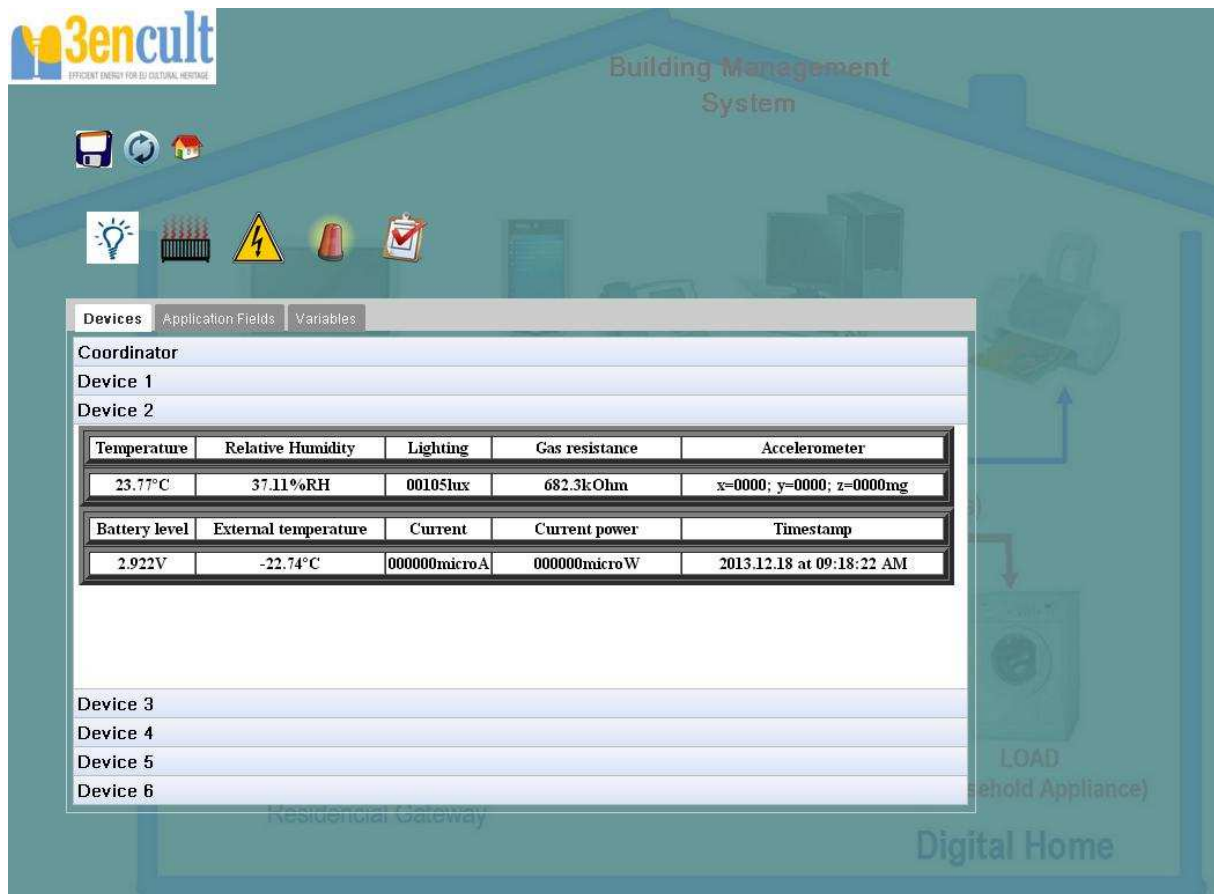 3encult
EFFICIENT ENERGY FOR EU CULTURAL HERITAGE
Building Management
System
Devices Application Fields Variables
Coordinator
Device 1
Device 2
Temperature Relative Humidity Lighting Gas resistance Accelerometer
23.77°C 37.11%RH 00105lux 682.3kOhm x=0000; y=0000; z=0000mg
Battery level External temperature Current Current power Timestamp
2.922V -22.74°C 000000microA 000000microW 2013.12.18 at 09:18:22 AM
Device 3
Device 4
Device 5
Device 6
LOAD
Appliance)
Residencial Gateway
Digital Home